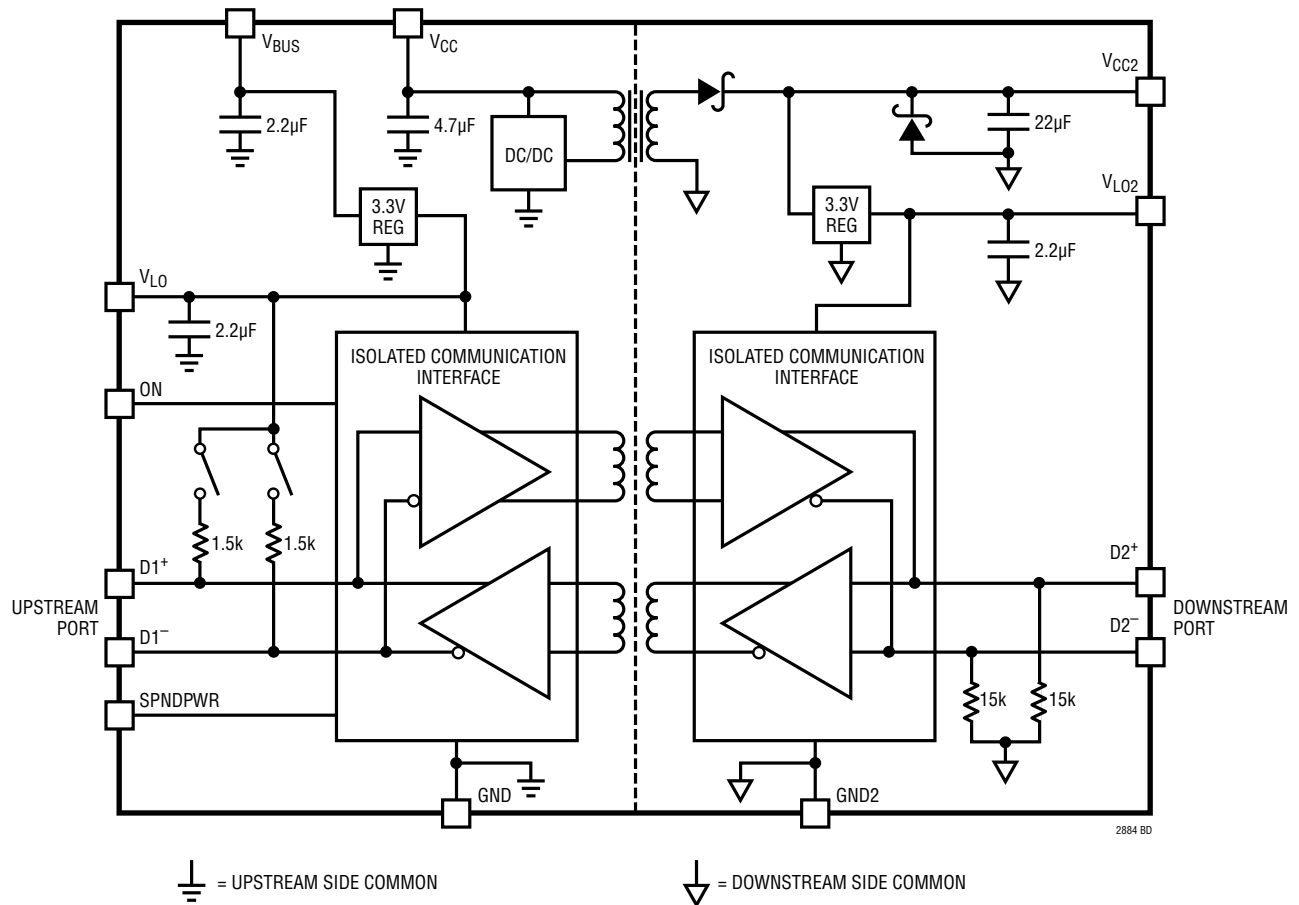 VBUS
VCC
VCC2
2.2µF
4.7µF
DC/DC
22µF
3.3V
REG
3.3V
REG
VLO2
2.2µF
VLO
2.2µF
ISOLATED COMMUNICATION
INTERFACE
ISOLATED COMMUNICATION
INTERFACE
ON
1.5k
1.5k
D1+
UPSTREAM
PORT
D1−
D2+
DOWNSTREAM
PORT
D2−
SPNDPWR
15k
15k
GND
GND2
2884 BD
= UPSTREAM SIDE COMMON
= DOWNSTREAM SIDE COMMON